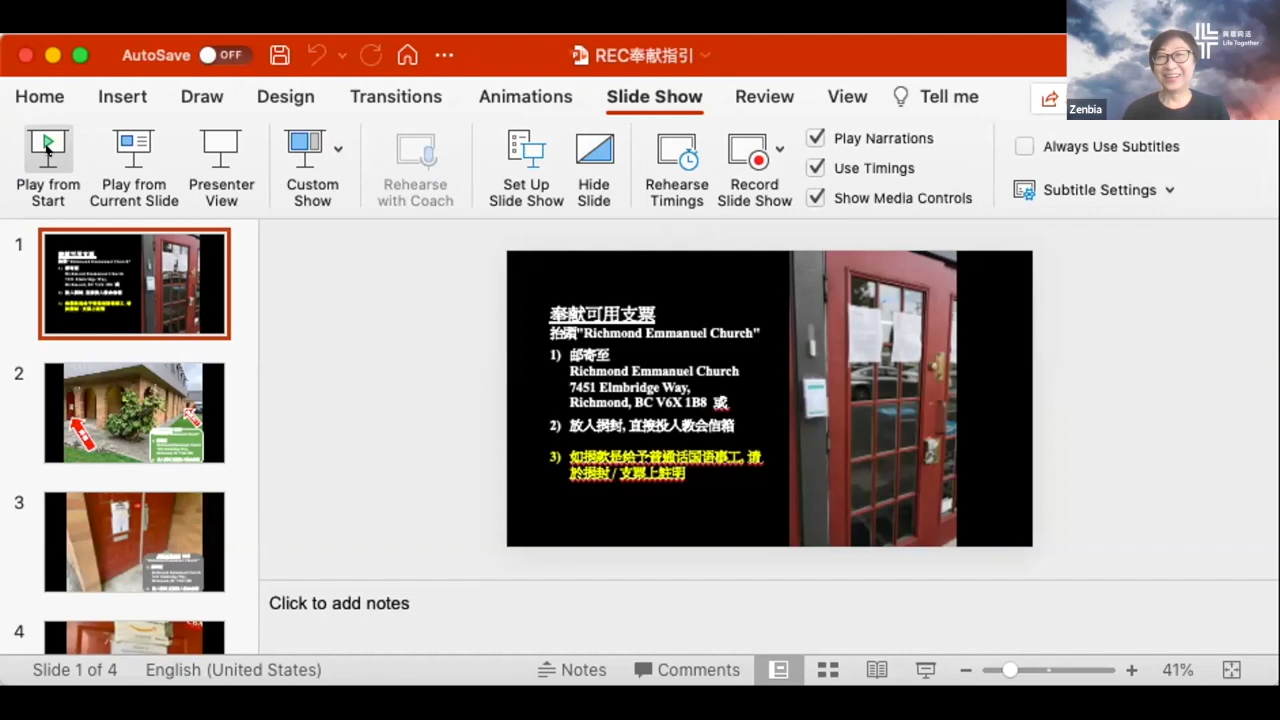 AutoSave OFF
REC奉献指引
與眾同活
Life Together
Zenbia
Home Insert Draw Design Transitions Animations Slide Show Review View Tell me
Play from Start
Play from Current Slide
Presenter View
Custom Show
Rehearse with Coach
Set Up Slide Show
Hide Slide
Rehearse Timings
Record Slide Show
Play Narrations
Use Timings
Show Media Controls
Always Use Subtitles
Subtitle Settings
1
2
3
4
奉献可用支票
抬頭"Richmond Emmanuel Church"
1) 邮寄至
Richmond Emmanuel Church
7451 Elmbridge Way,
Richmond, BC V6X 1B8 或
2) 放入捐封, 直接投入教会信箱
3) 如捐款是给予普通话国语事工, 请
於捐封 / 支票上註明
Click to add notes
Slide 1 of 4 English (United States) Notes Comments 41%